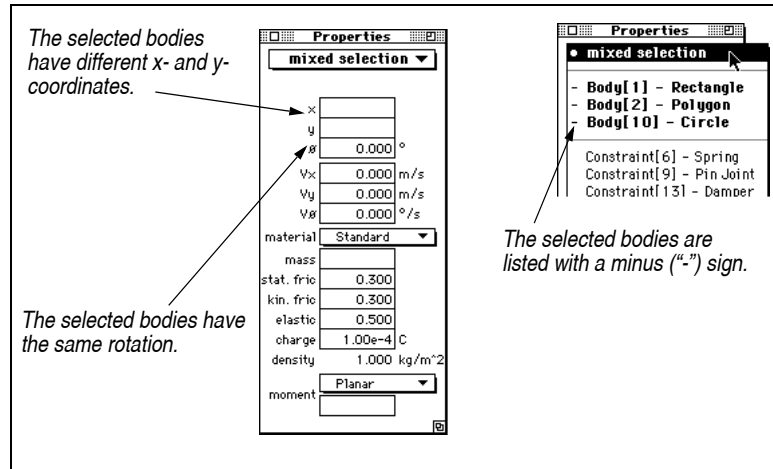 The selected bodies
have different x- and y-
coordinates.
The selected bodies have
the same rotation.
Properties
mixed selection
x
y
ø 0.000 °
Vx 0.000 m/s
Vy 0.000 m/s
Vø 0.000 °/s
material Standard
mass
stat. fric 0.300
kin. fric 0.300
elastic 0.500
charge 1.00e-4 C
density 1.000 kg/m^2
moment Planar
Properties
• mixed selection
- Body[1] - Rectangle
- Body[2] - Polygon
- Body[10] - Circle
Constraint[6] - Spring
Constraint[9] - Pin Joint
Constraint[13] - Damper
The selected bodies are
listed with a minus (“-”) sign.